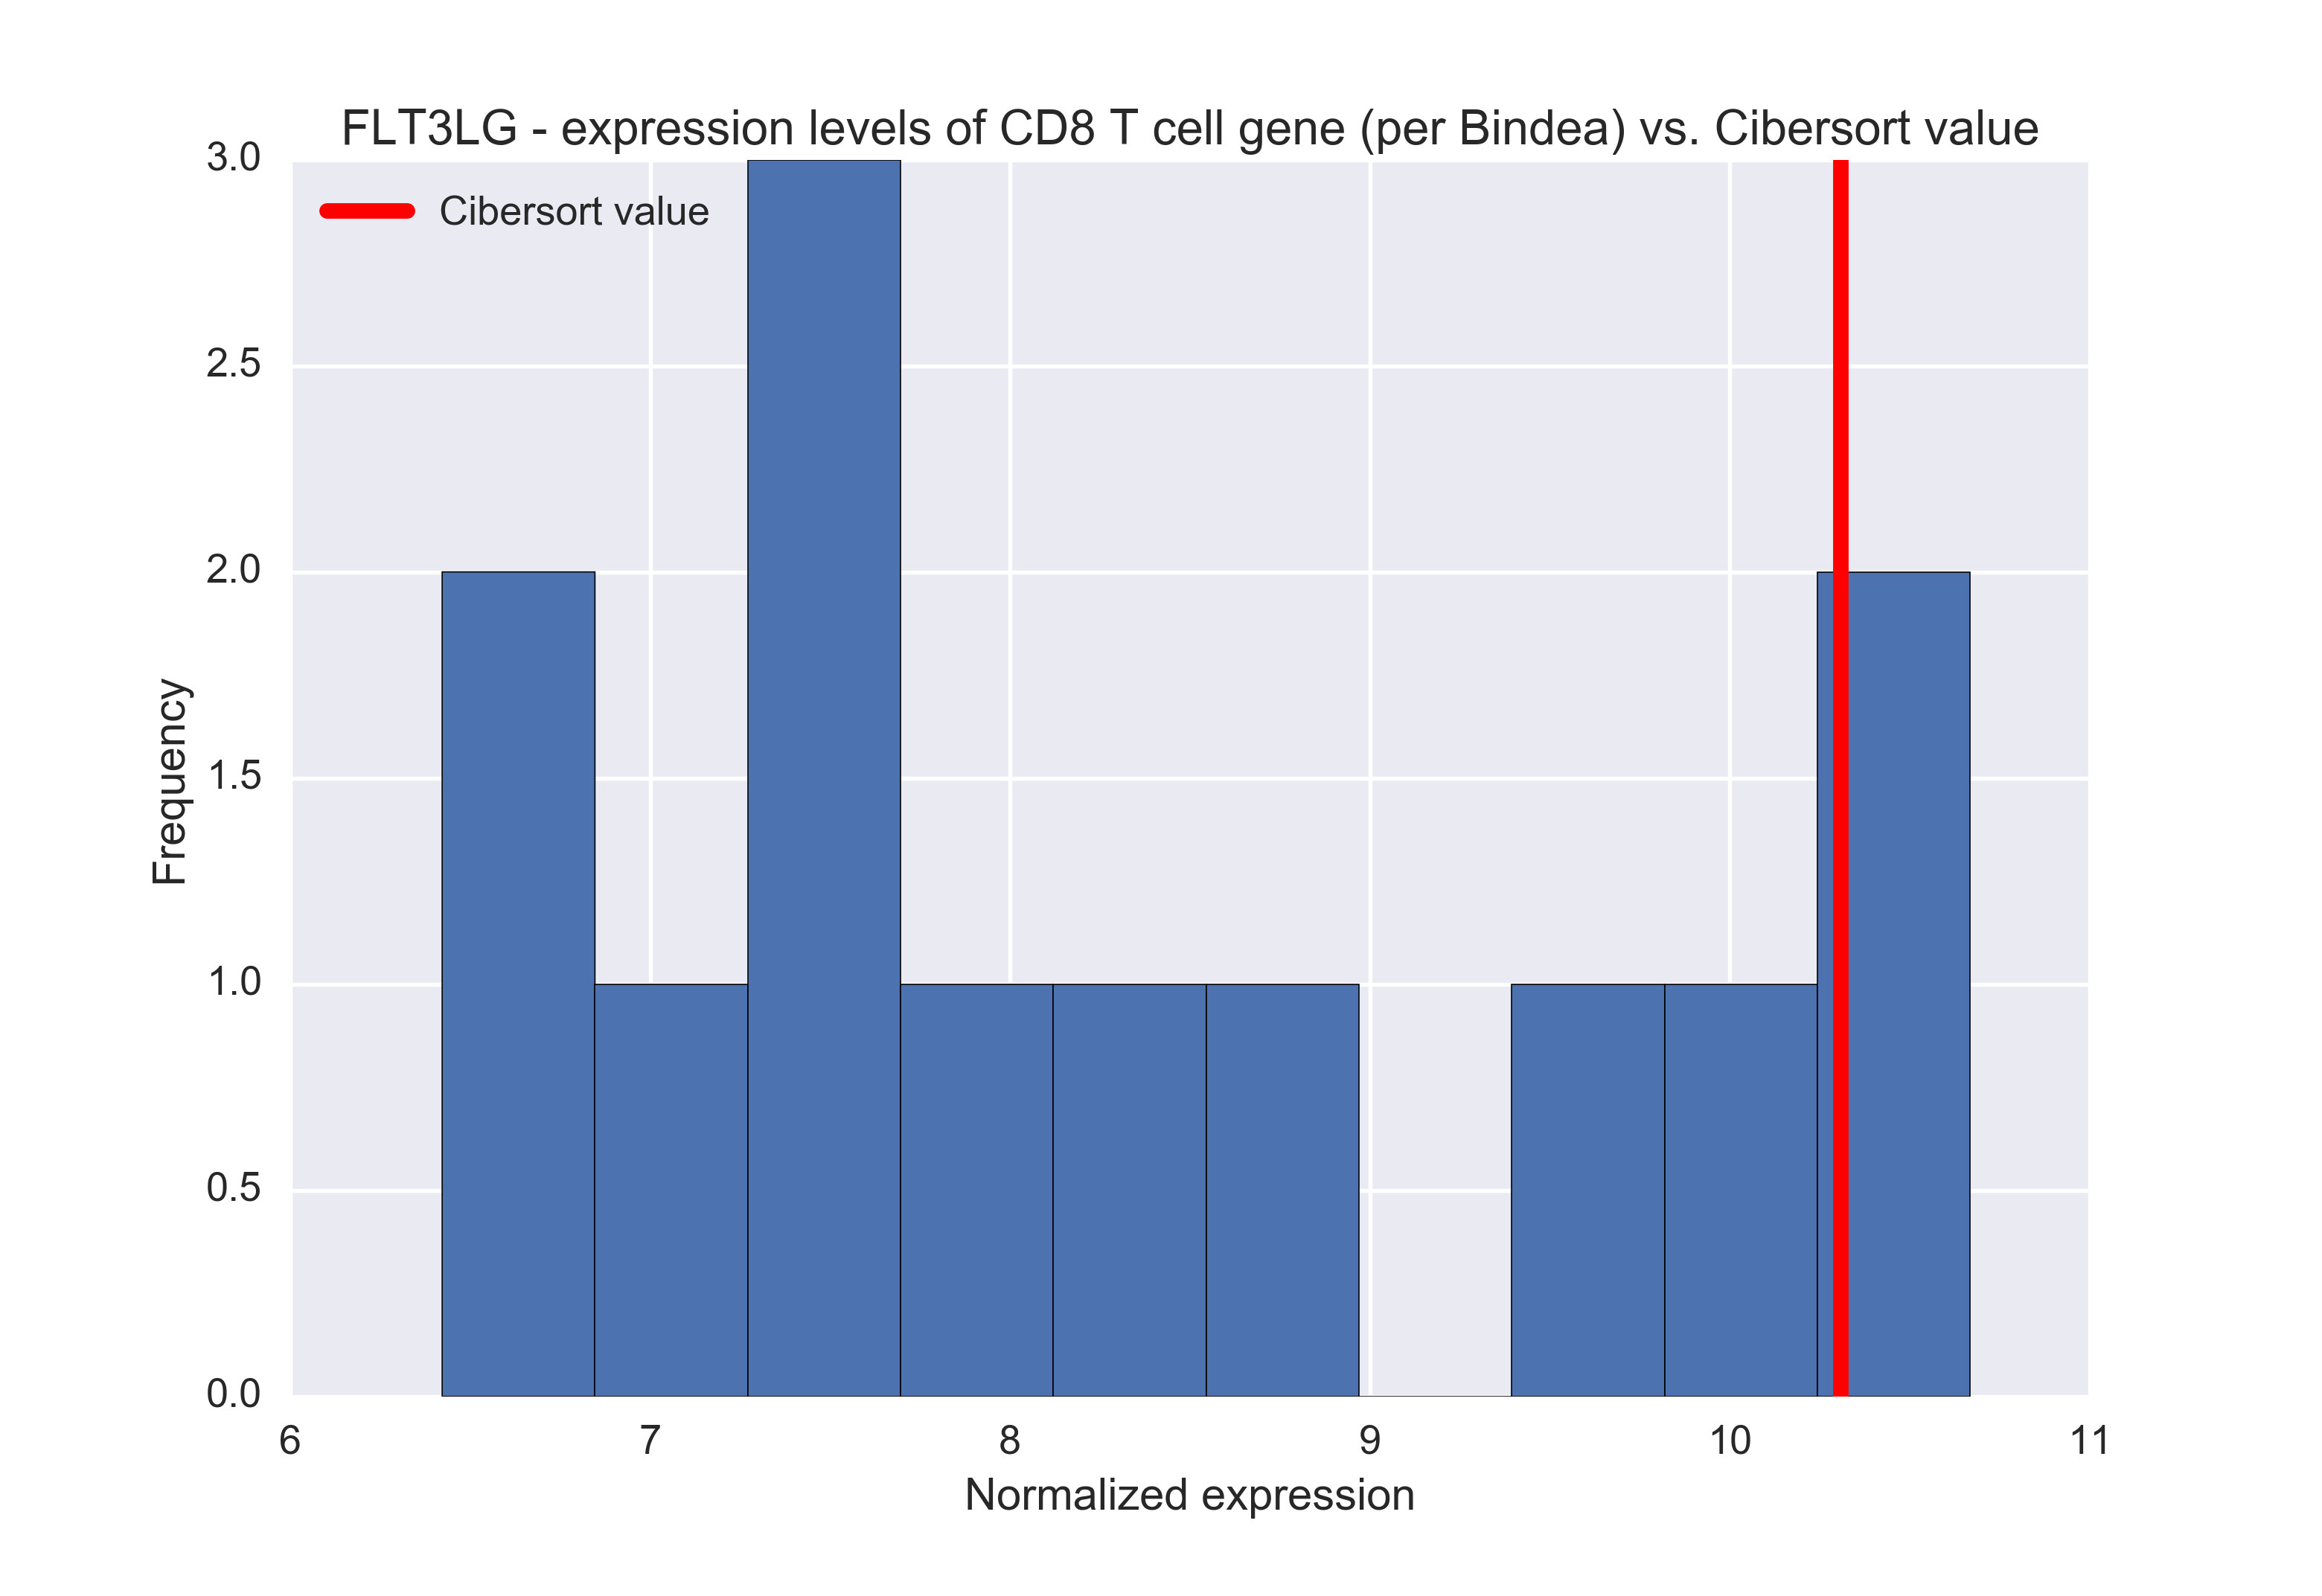 FLT3LG - expression levels of CD8 T cell gene (per Bindea) vs. Cibersort value
Cibersort value
3.0
2.5
2.0
1.5
1.0
0.5
0.0
Frequency
6 7 8 9 10 11
Normalized expression